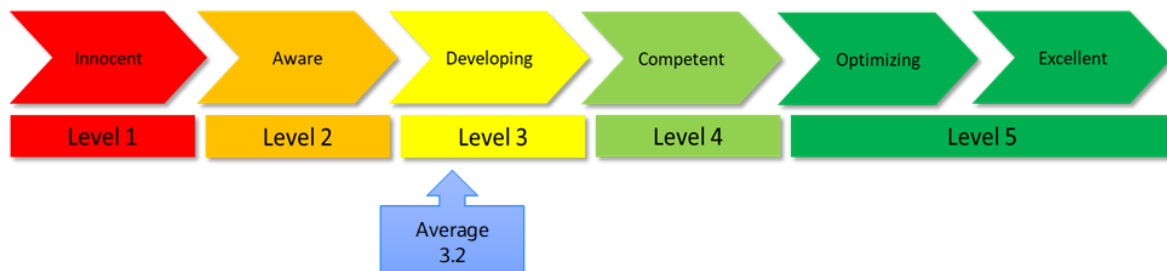 Innocent
Aware
Developing
Competent
Optimizing
Excellent
Level 1
Level 2
Level 3
Level 4
Level 5
Average
3.2